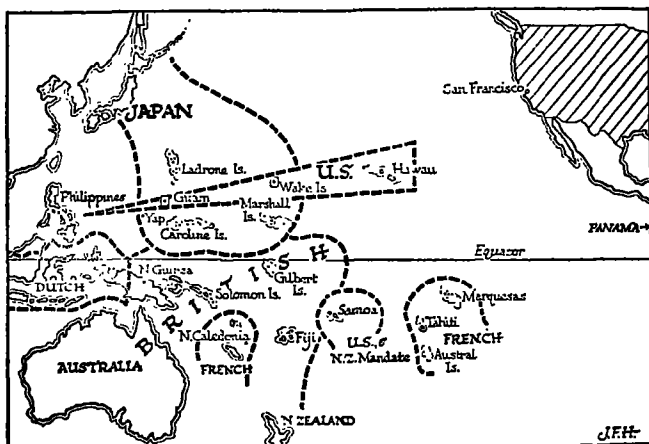 JAPAN
San Francisco
Ladrone Is.
U.S.
Hawaii
Wake Is.
Philippines
Guam
Yap
Marshall
Is.
Caroline Is.
PANAMA→
Equator
BRITISH
N. Guinea
Gilbert
Is.
DUTCH
Solomon Is.
Marquesas
Samoa
Tahiti
N. Caledonia
Fiji
U.S. &
N.Z. Mandate
FRENCH
Austral
Is.
AUSTRALIA
FRENCH
N ZEALAND
J.F.H.